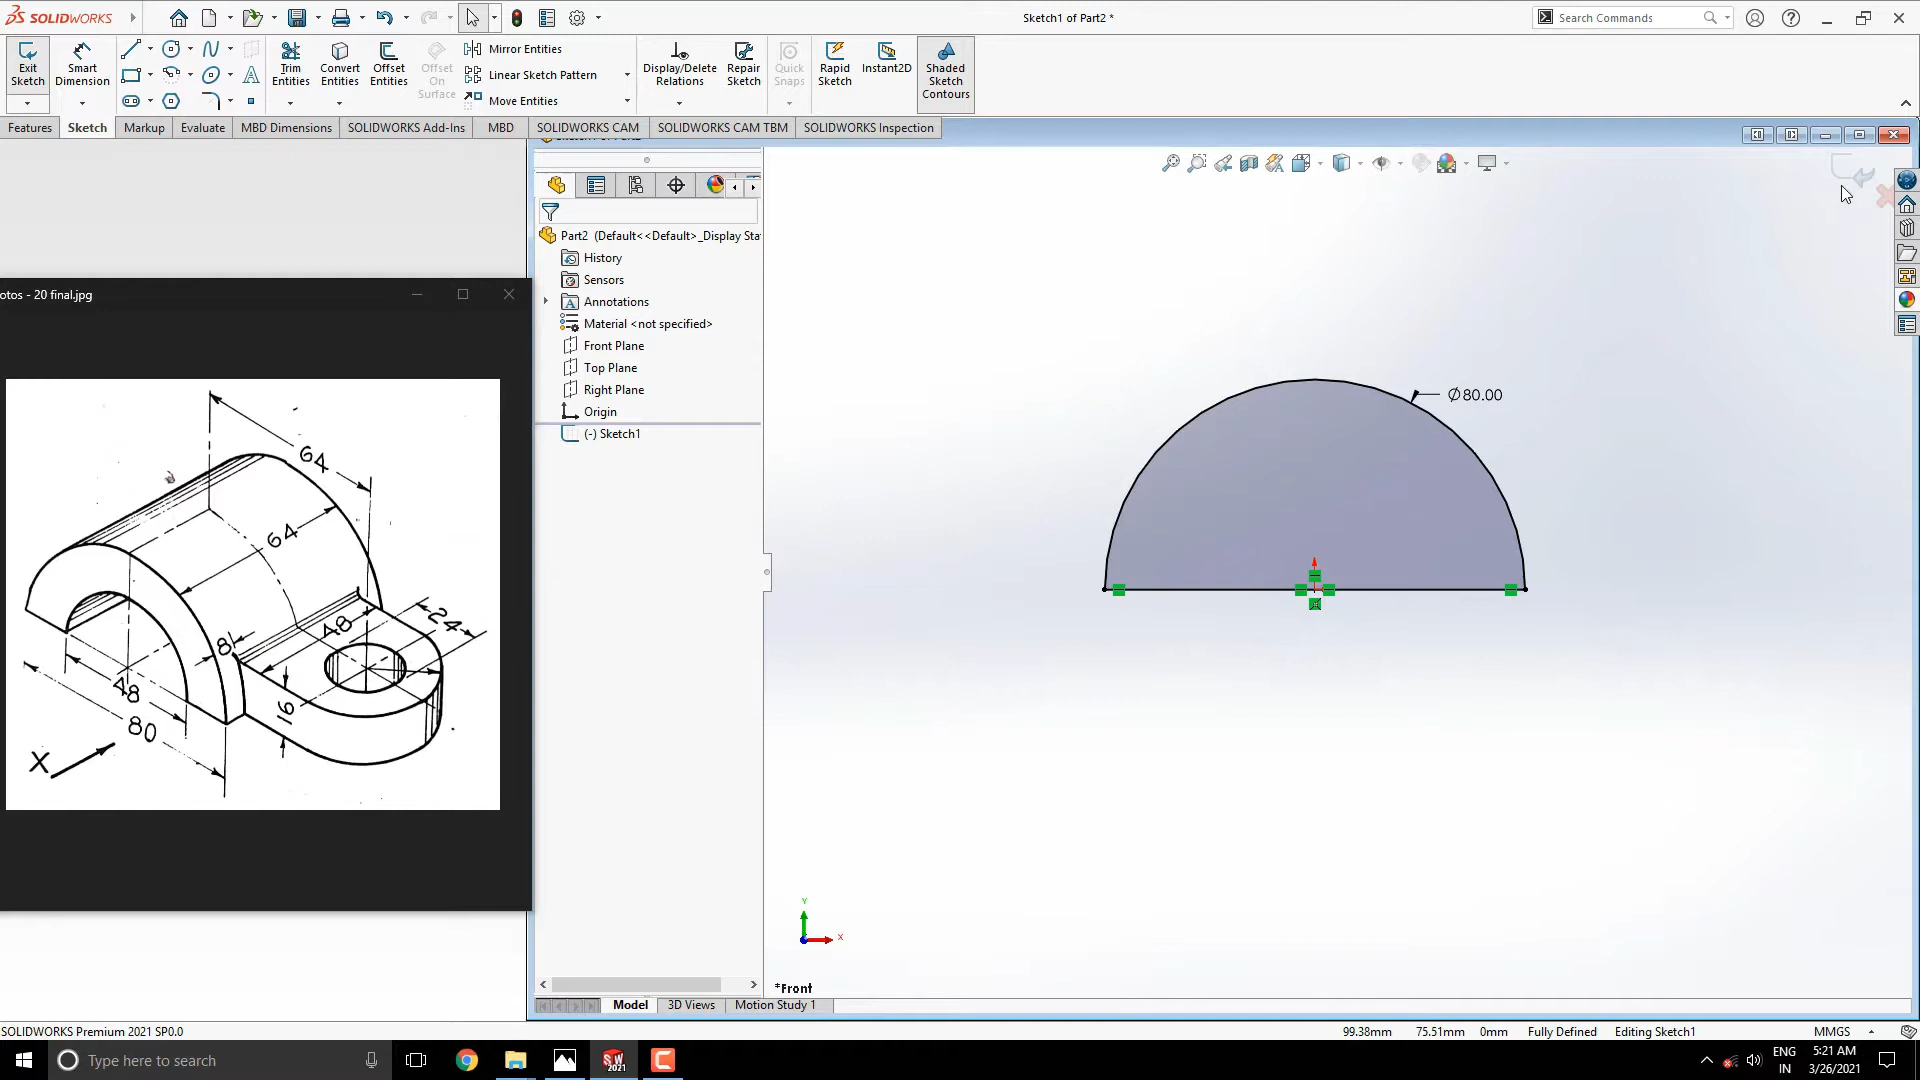 SOLIDWORKS
Sketch1 of Part2 *
Search Commands
Exit Sketch
Smart Dimension
Trim Entities
Convert Entities
Offset Entities
Offset On Surface
Mirror Entities
Linear Sketch Pattern
Move Entities
Display/Delete Relations
Repair Sketch
Quick Snaps
Rapid Sketch
Instant2D
Shaded Sketch Contours
Features
Sketch
Markup
Evaluate
MBD Dimensions
SOLIDWORKS Add-Ins
MBD
SOLIDWORKS CAM
SOLIDWORKS CAM TBM
SOLIDWORKS Inspection
Part2 (Default<<Default>_Display Sta
History
Sensors
Annotations
Material <not specified>
Front Plane
Top Plane
Right Plane
Origin
(-) Sketch1
otos - 20 final.jpg
64
64
48
24
8
16
48
80
X
∅80.00
Y
X
*Front
Model
3D Views
Motion Study 1
SOLIDWORKS Premium 2021 SP0.0
99.38mm
75.51mm
0mm
Fully Defined
Editing Sketch1
MMGS
Type here to search
SW
2021
ENG
IN
5:21 AM
3/26/2021